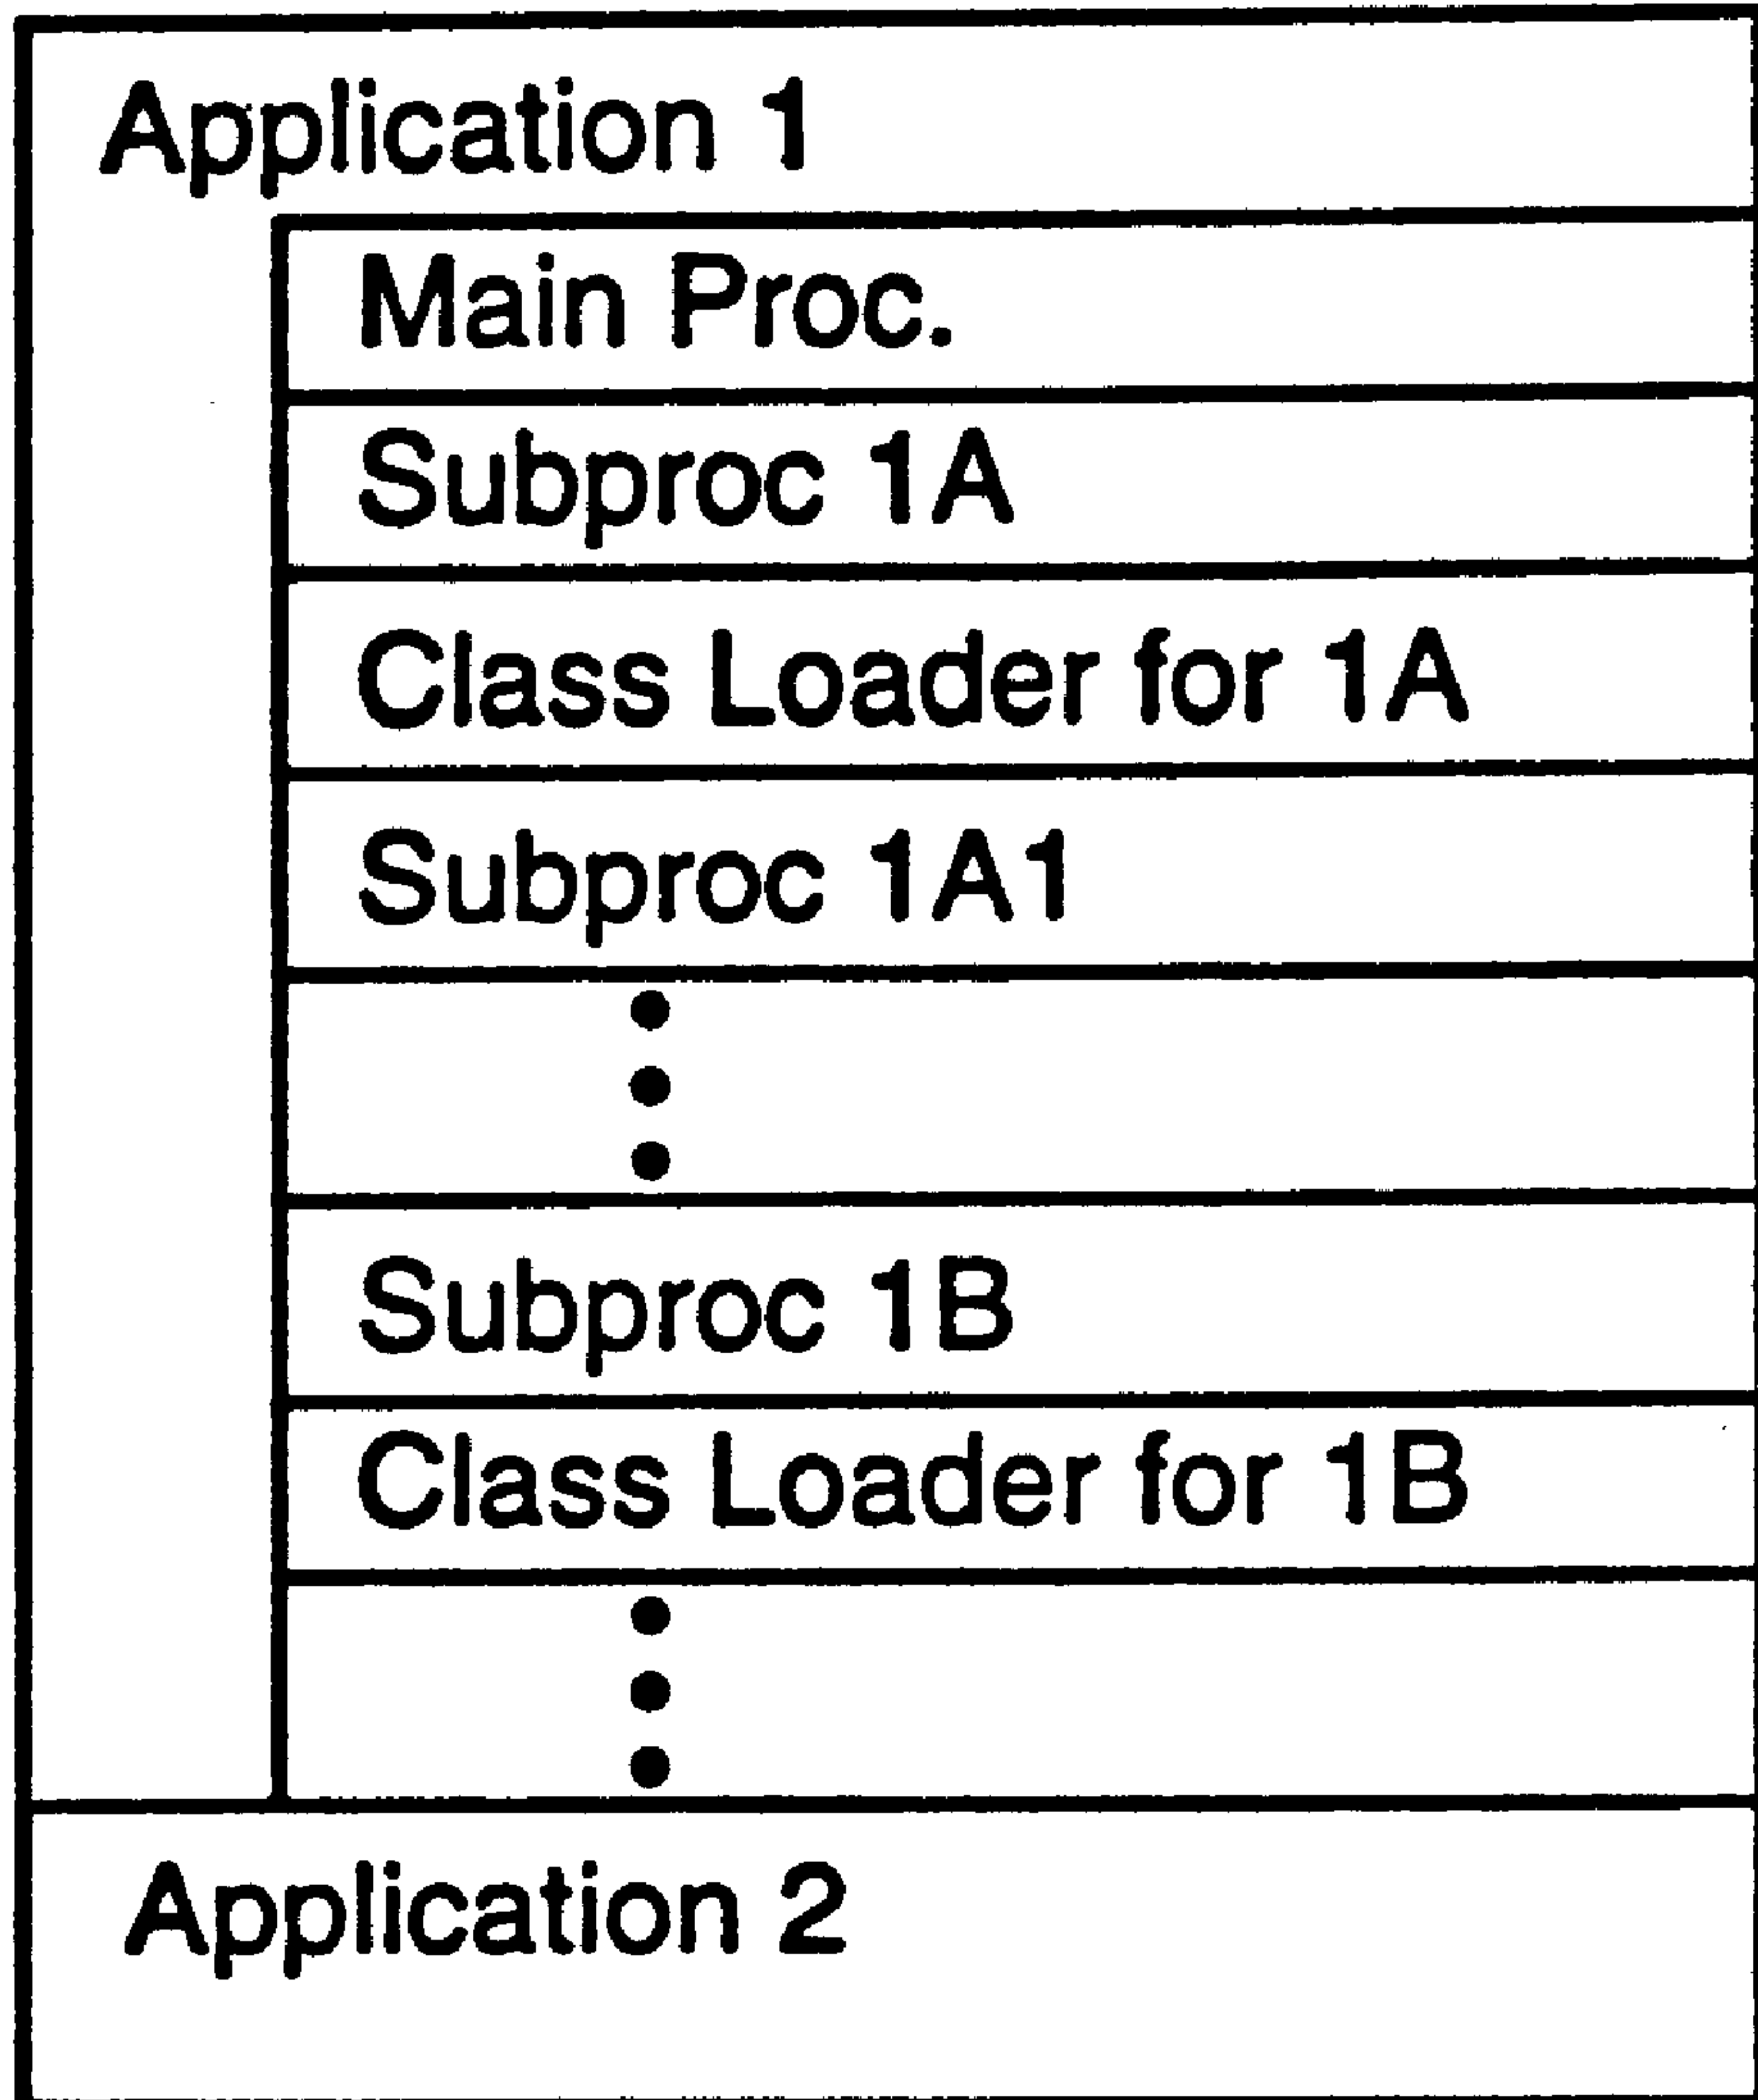 Application 1
Main Proc.
Subproc 1A
Class Loader for 1A
Subproc 1A1
Subproc 1B
Class Loader for 1B
Application 2